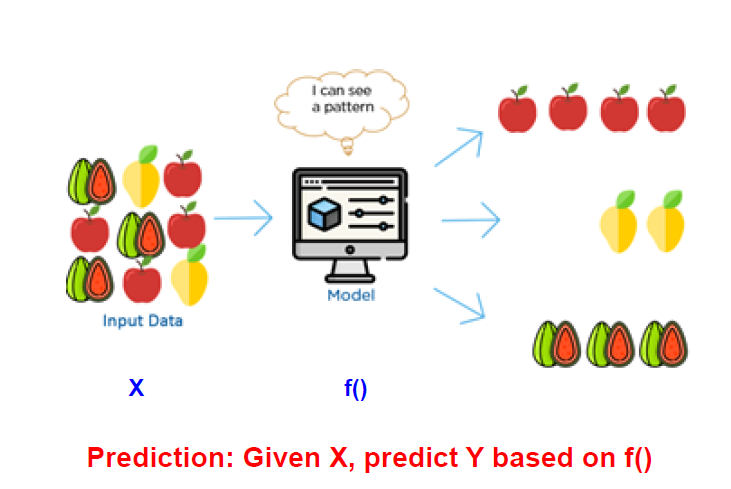 I can see
a pattern
Model
Input Data
X
f()
Prediction: Given X, predict Y based on f()